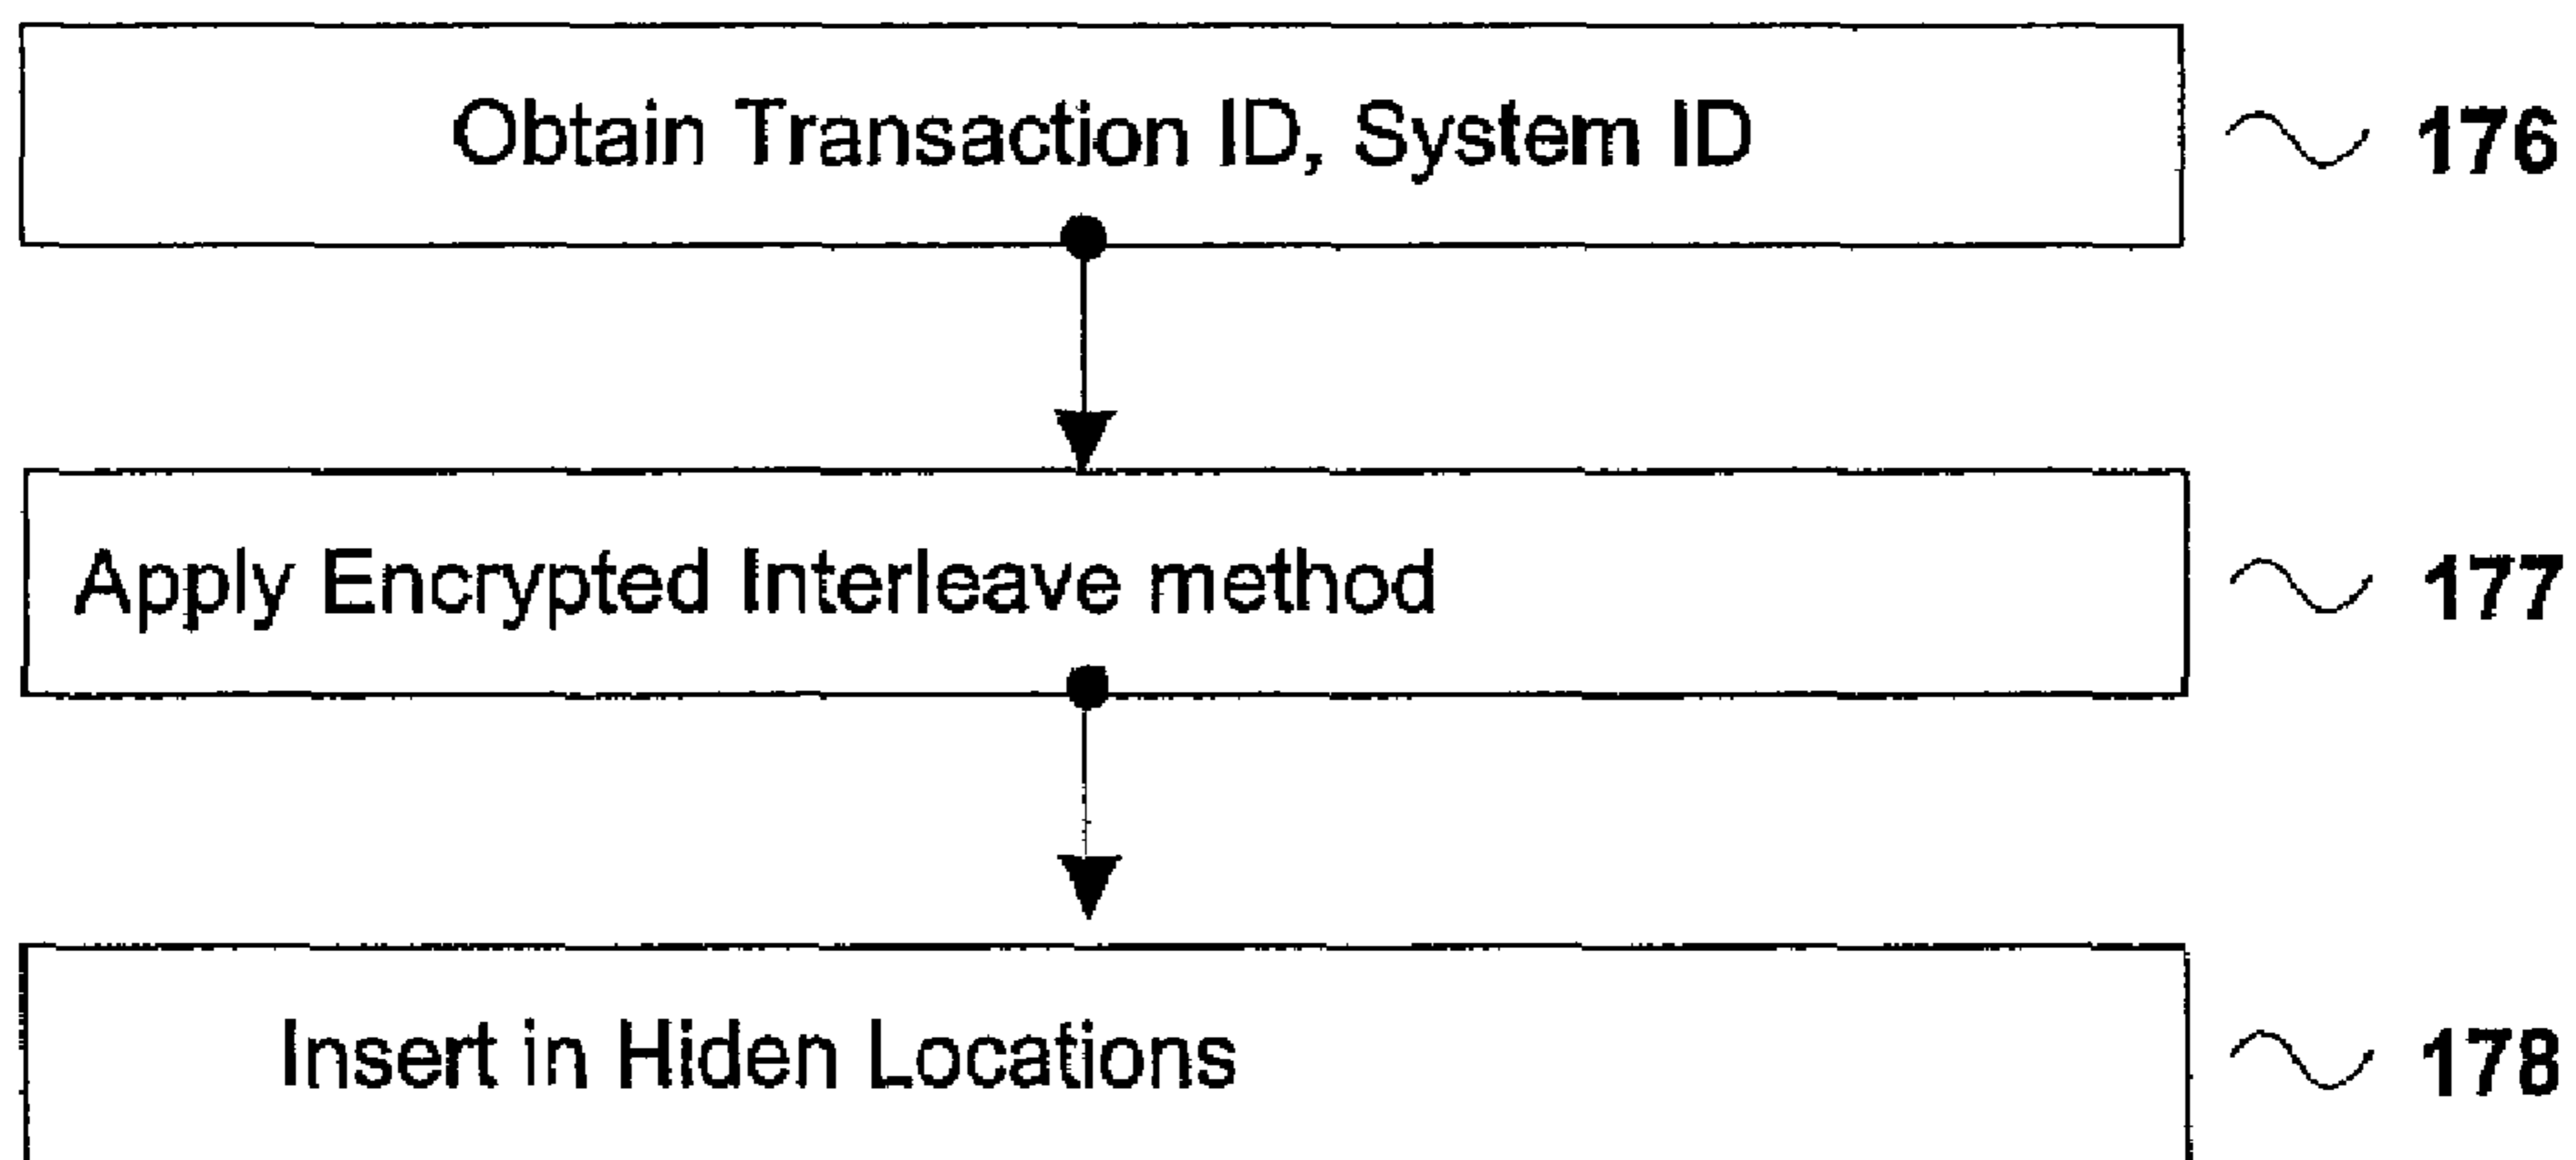 Obtain Transaction ID, System ID 176
Apply Encrypted Interleave method 177
Insert in Hiden Locations 178